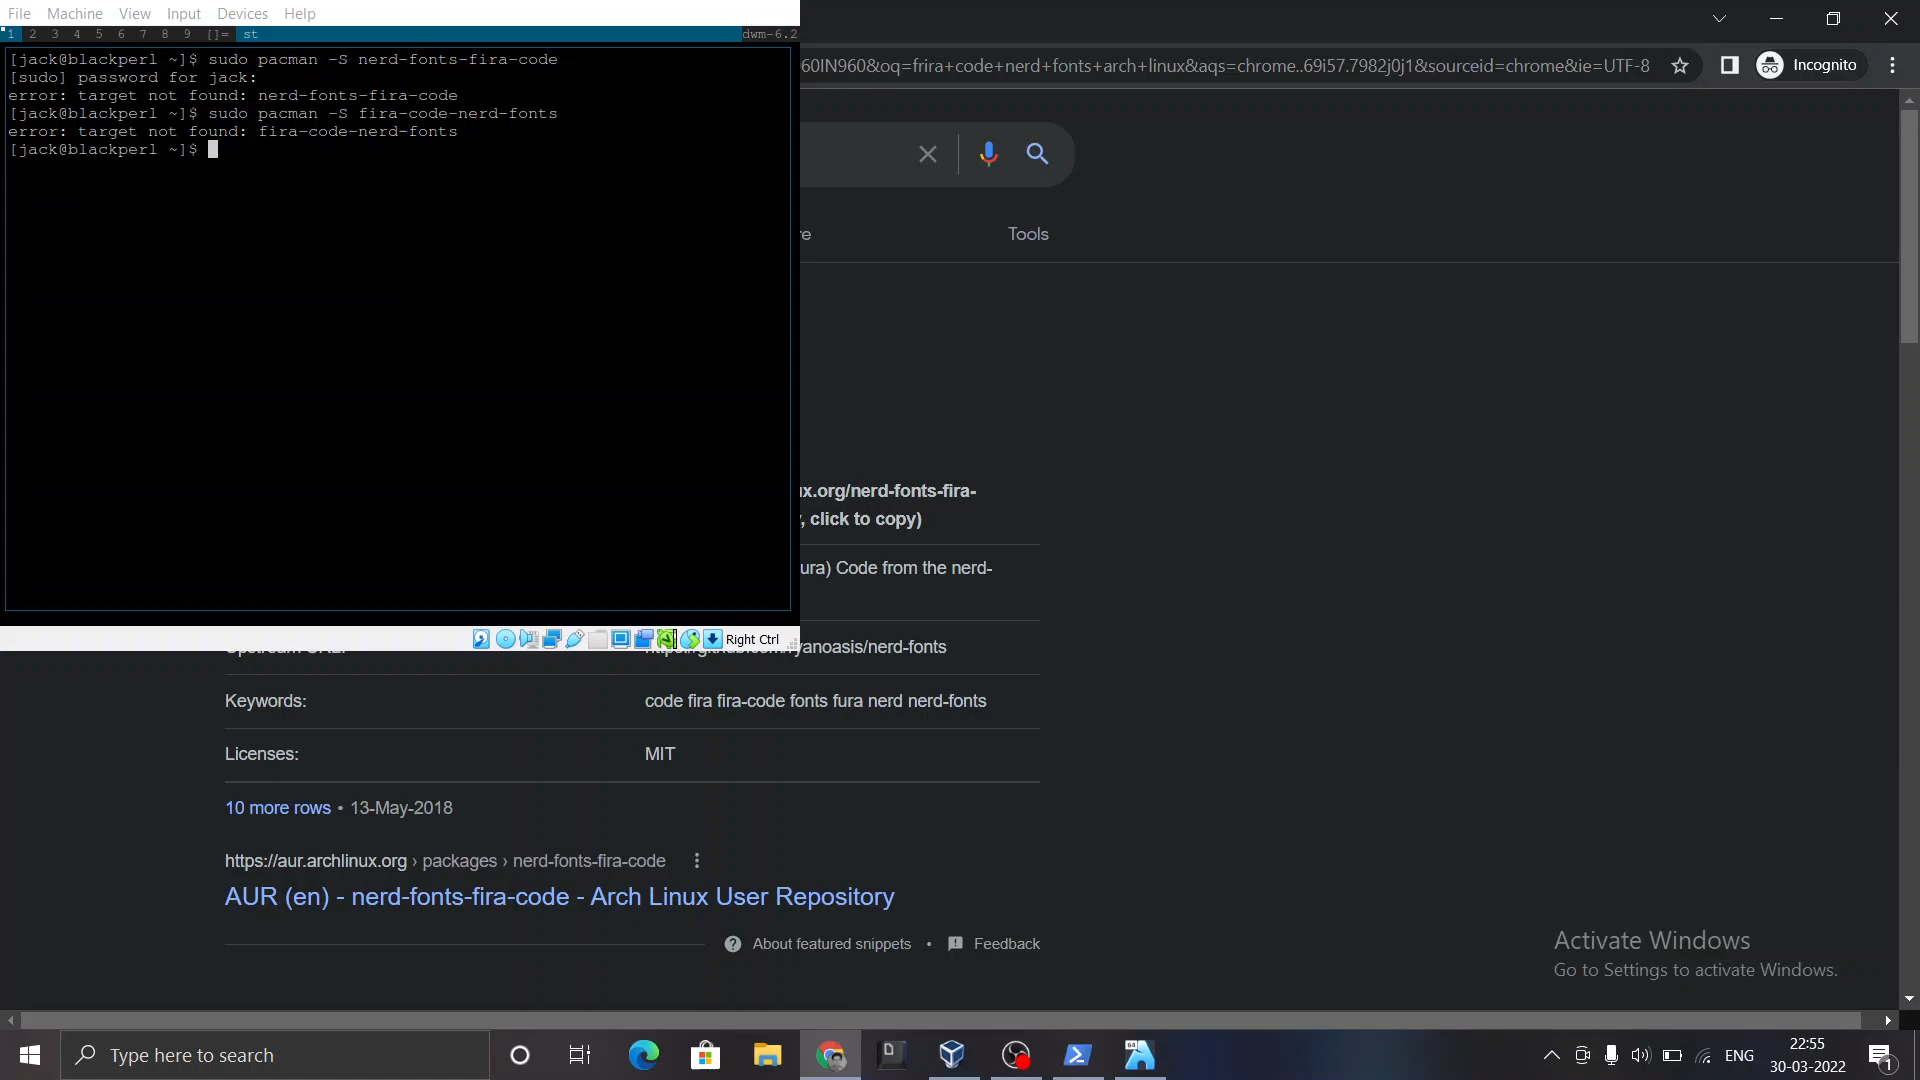 File Machine View Input Devices Help
1 2 3 4 5 6 7 8 9 []= st dwm-6.2
[jack@blackperl ~]$ sudo pacman -S nerd-fonts-fira-code
[sudo] password for jack:
error: target not found: nerd-fonts-fira-code
[jack@blackperl ~]$ sudo pacman -S fira-code-nerd-fonts
error: target not found: fira-code-nerd-fonts
[jack@blackperl ~]$
Right Ctrl
60IN960&oq=frira+code+nerd+fonts+arch+linux&aqs=chrome..69i57.7982j0j1&sourceid=chrome&ie=UTF-8
Incognito
re
Tools
ux.org/nerd-fonts-fira-
, click to copy)
ura) Code from the nerd-
yanoasis/nerd-fonts
Keywords: code fira fira-code fonts fura nerd nerd-fonts
Licenses: MIT
10 more rows • 13-May-2018
https://aur.archlinux.org › packages › nerd-fonts-fira-code
AUR (en) - nerd-fonts-fira-code - Arch Linux User Repository
About featured snippets • Feedback
Activate Windows
Go to Settings to activate Windows.
Type here to search
64
ENG
22:55
30-03-2022
1